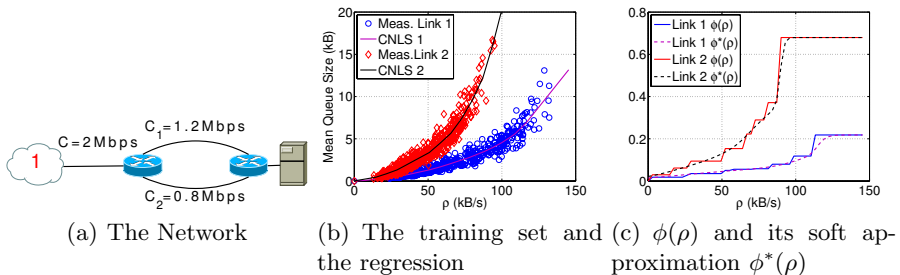 1
C=2Mbps
C₁=1.2Mbps
C₂=0.8Mbps
(a) The Network
Mean Queue Size (kB)
20
15
10
5
0
0
50
100
150
ρ (kB/s)
Meas. Link 1
CNLS 1
Meas.Link 2
CNLS 2
(b) The training set and
the regression
0.8
0.6
0.4
0.2
0
0
50
100
150
ρ (kB/s)
Link 1 ϕ(ρ)
Link 1 ϕ*(ρ)
Link 2 ϕ(ρ)
Link 2 ϕ*(ρ)
(c) ϕ(ρ) and its soft ap-
proximation ϕ*(ρ)